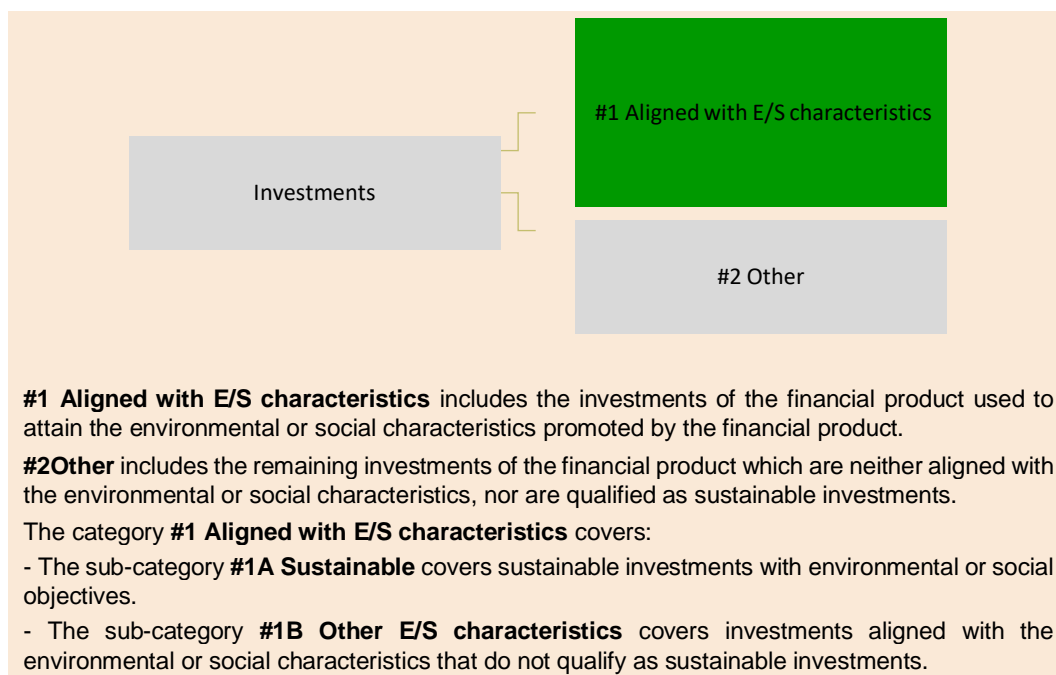 #1 Aligned with E/S characteristics
Investments
#2 Other
#1 Aligned with E/S characteristics includes the investments of the financial product used to
attain the environmental or social characteristics promoted by the financial product.
#2Other includes the remaining investments of the financial product which are neither aligned with
the environmental or social characteristics, nor are qualified as sustainable investments.
The category #1 Aligned with E/S characteristics covers:
- The sub-category #1A Sustainable covers sustainable investments with environmental or social
objectives.
- The sub-category #1B Other E/S characteristics covers investments aligned with the
environmental or social characteristics that do not qualify as sustainable investments.